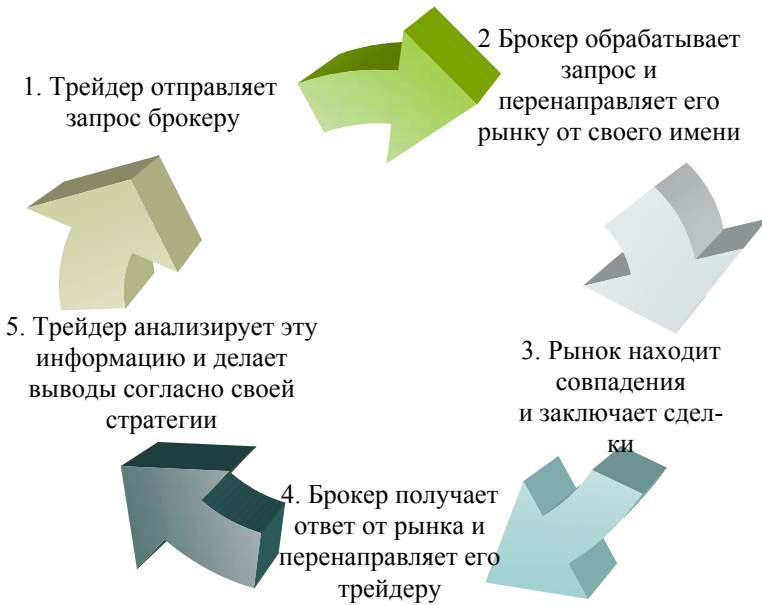 1. Трейдер отправляет
запрос брокеру
2 Брокер обрабатывает
запрос и
перенаправляет его
рынку от своего имени
3. Рынок находит
совпадения
и заключает сдел-
ки
4. Брокер получает
ответ от рынка и
перенаправляет его
трейдеру
5. Трейдер анализирует эту
информацию и делает
выводы согласно своей
стратегии